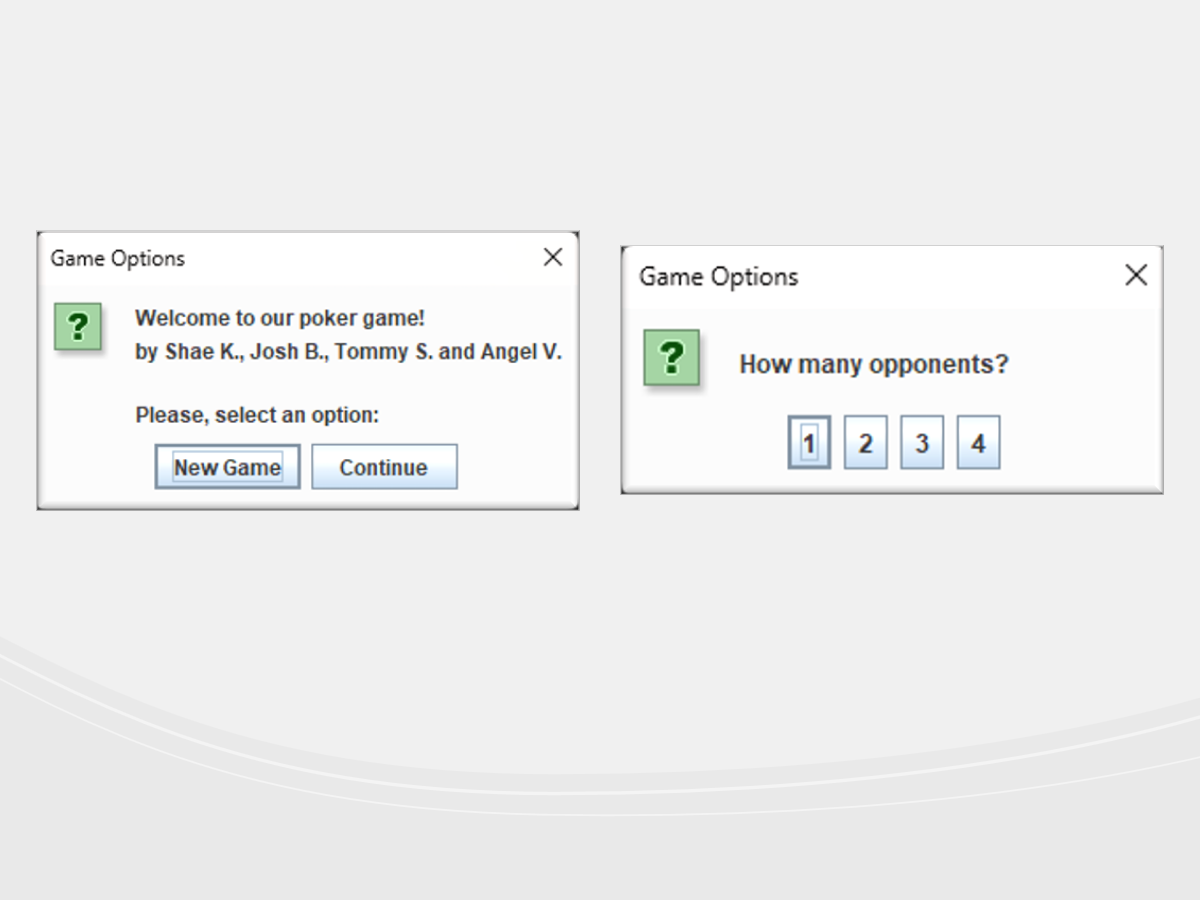 Game Options
?
Welcome to our poker game!
by Shae K., Josh B., Tommy S. and Angel V.
Please, select an option:
New Game Continue
Game Options
?
How many opponents?
1 2 3 4